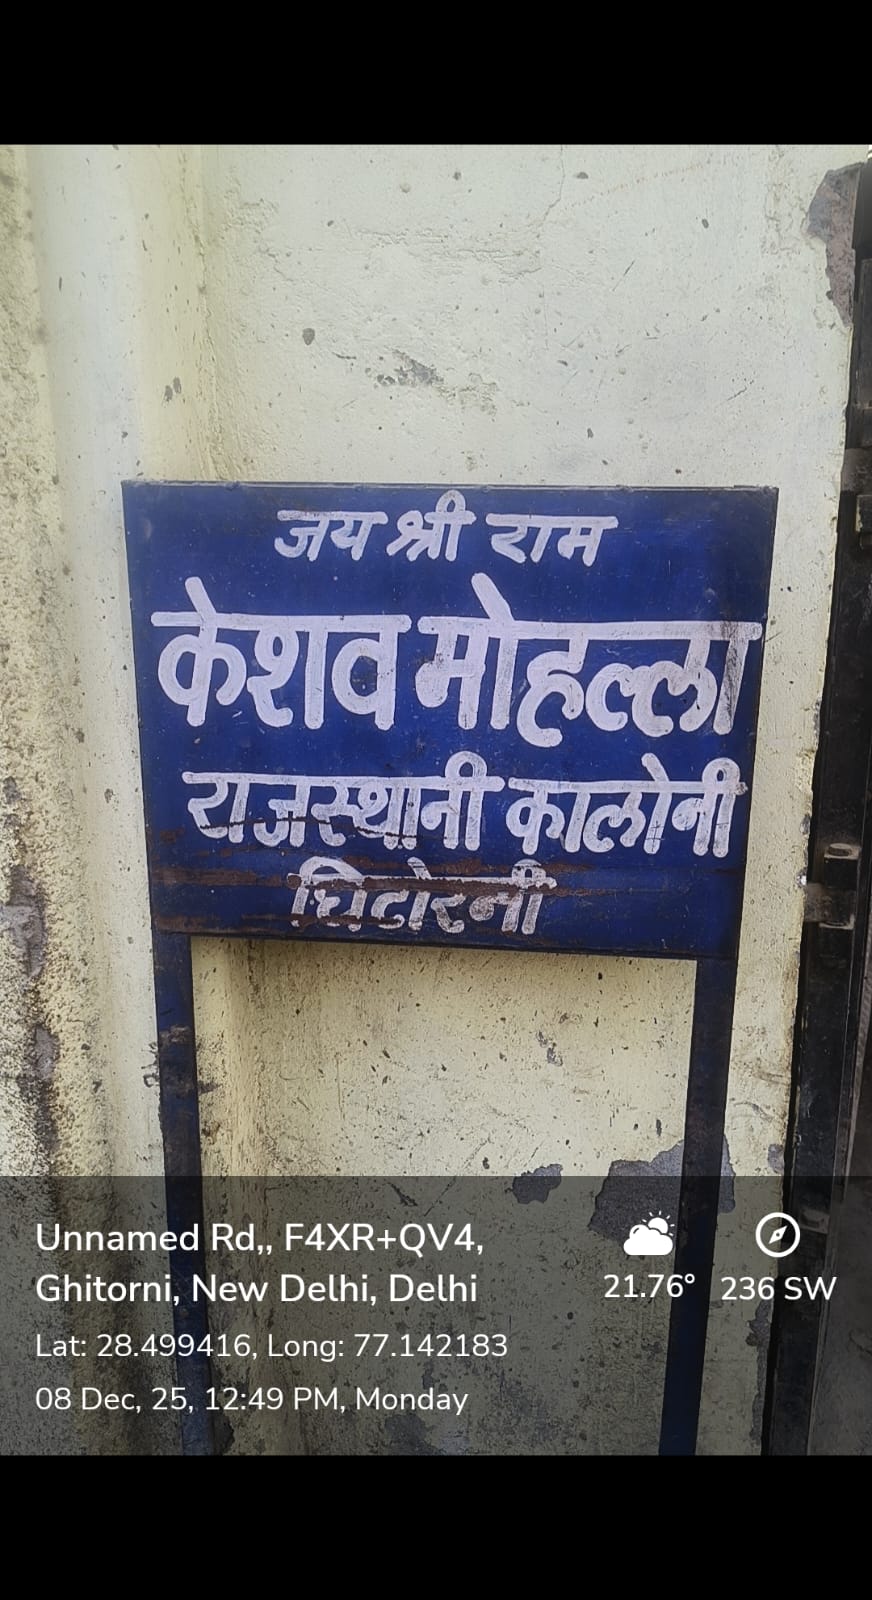 जय श्री राम
केशव मोहल्ला
राजस्थानी कालोनी
घिटोरनी
Unnamed Rd,, F4XR+QV4,
Ghitorni, New Delhi, Delhi
Lat: 28.499416, Long: 77.142183
08 Dec, 25, 12:49 PM, Monday
21.76°
236 SW